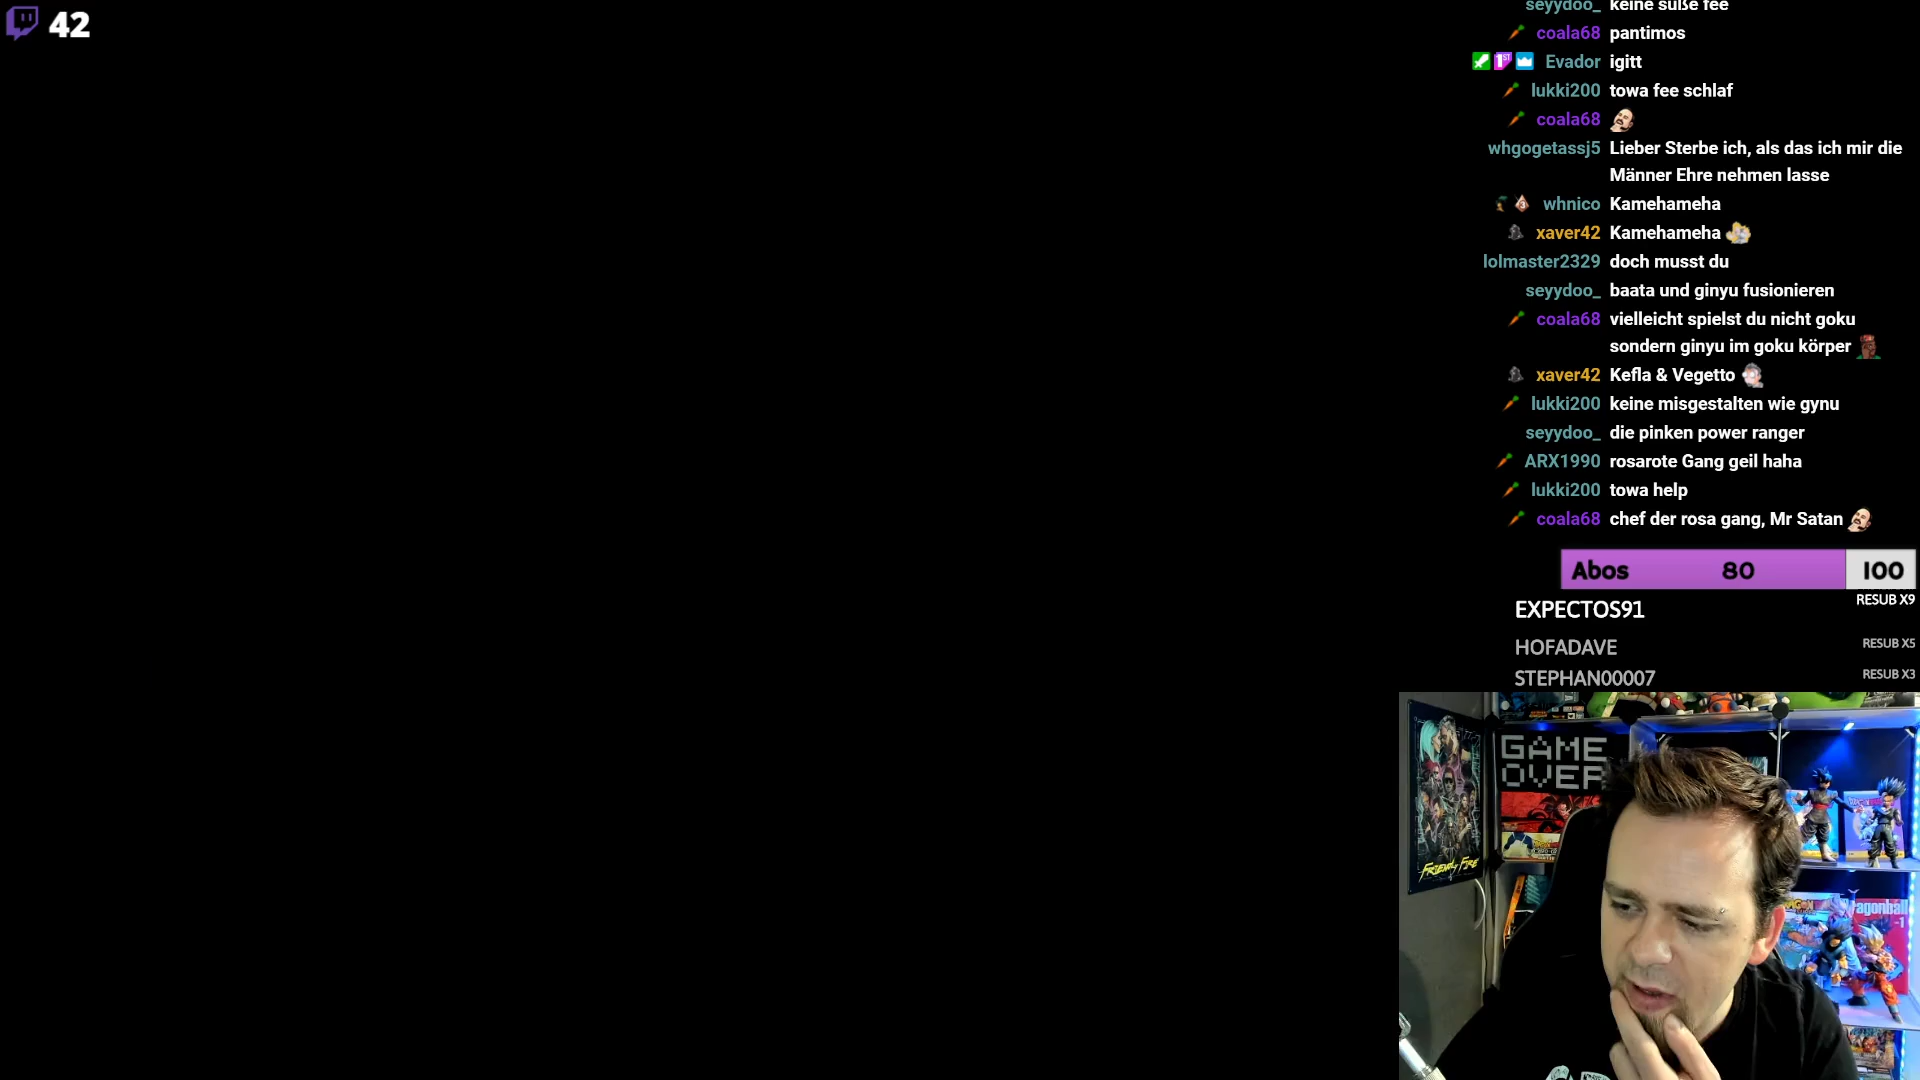 42
seyydoo_ keine süße fee
coala68 pantimos
1ST Evador igitt
lukki200 towa fee schlaf
coala68
whgogetassj5 Lieber Sterbe ich, als das ich mir die
Männer Ehre nehmen lasse
3 whnico Kamehameha
xaver42 Kamehameha
lolmaster2329 doch musst du
seyydoo_ baata und ginyu fusionieren
coala68 vielleicht spielst du nicht goku
sondern ginyu im goku körper
xaver42 Kefla & Vegetto
lukki200 keine misgestalten wie gynu
seyydoo_ die pinken power ranger
ARX1990 rosarote Gang geil haha
lukki200 towa help
coala68 chef der rosa gang, Mr Satan
Abos 80 100
EXPECTOS91 RESUB X9
HOFADAVE RESUB X5
STEPHAN00007 RESUB X3
GAME
OVER
FRIENDLY FIRE